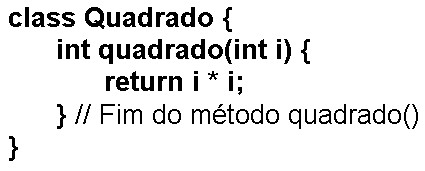 class Quadrado {
int quadrado(int i) {
return i * i;
} // Fim do método quadrado()
}